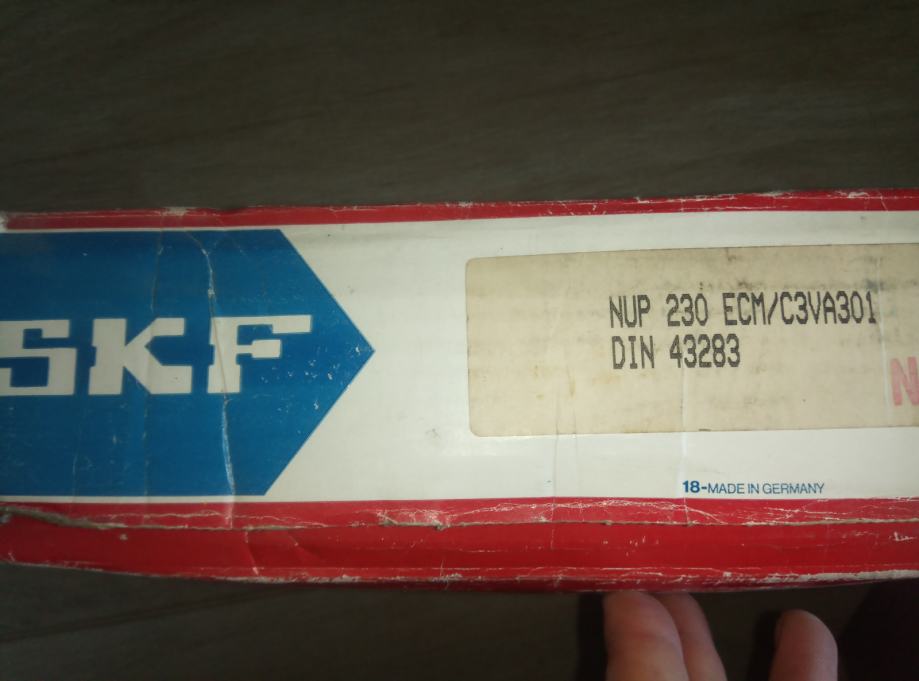 SKF
NUP 230 ECM/C3VA301
DIN 43283
N
18-MADE IN GERMANY